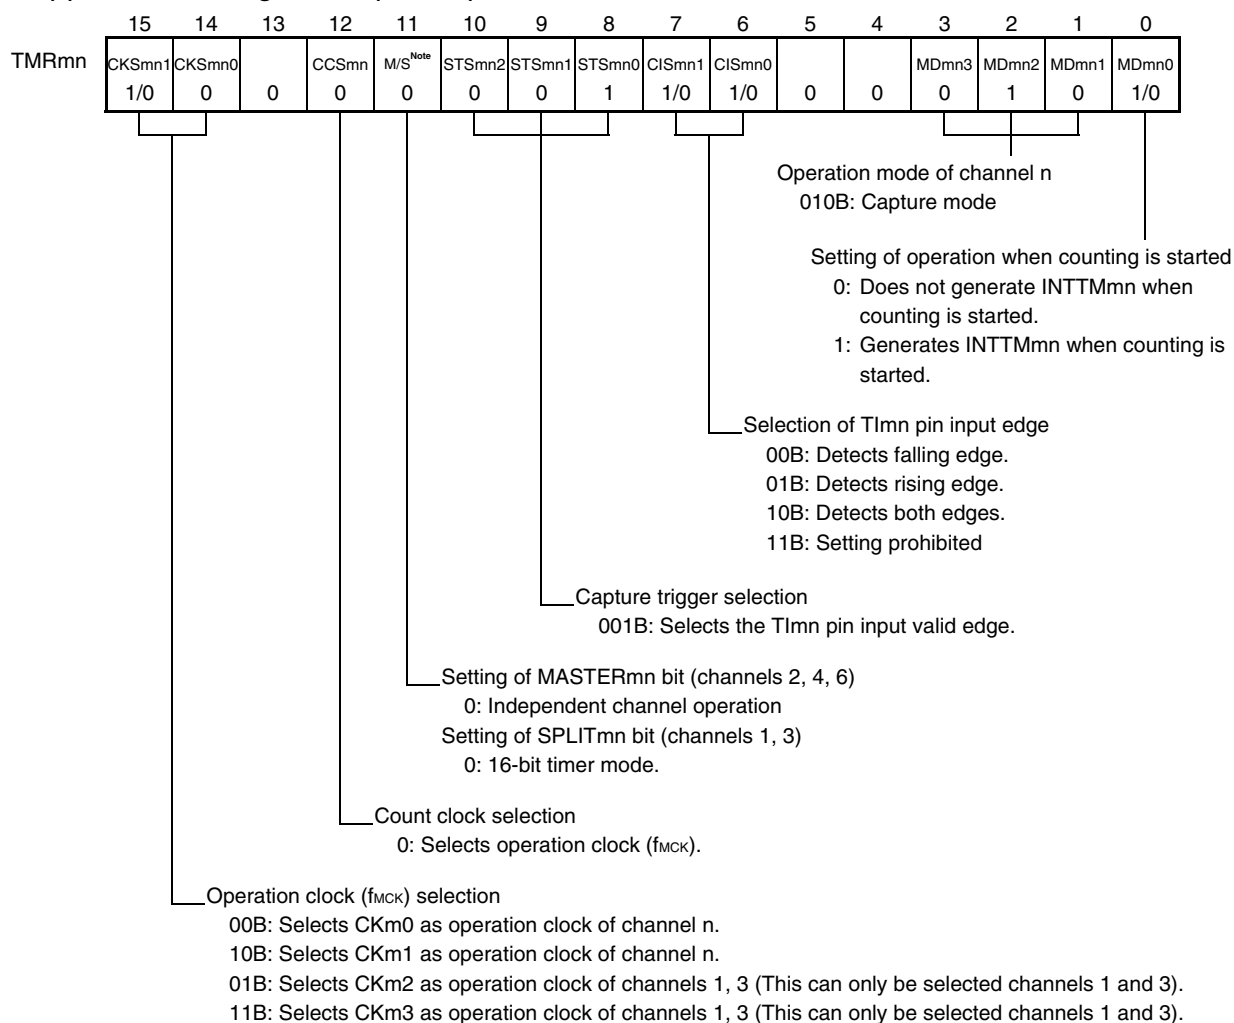 15 14 13 12 11 10 9 8 7 6 5 4 3 2 1 0
TMRmn CKSmn1 CKSmn0 CCSmn M/S Note STSmn2 STSmn1 STSmn0 CISmn1 CISmn0 MDmn3 MDmn2 MDmn1 MDmn0
1/0 0 0 0 0 0 0 1 1/0 1/0 0 0 0 1 0 1/0
Operation mode of channel n
010B: Capture mode
Setting of operation when counting is started
0: Does not generate INTTMmn when
counting is started.
1: Generates INTTMmn when counting is
started.
Selection of TImn pin input edge
00B: Detects falling edge.
01B: Detects rising edge.
10B: Detects both edges.
11B: Setting prohibited
Capture trigger selection
001B: Selects the TImn pin input valid edge.
Setting of MASTERmn bit (channels 2, 4, 6)
0: Independent channel operation
Setting of SPLITmn bit (channels 1, 3)
0: 16-bit timer mode.
Count clock selection
0: Selects operation clock (fMCK).
Operation clock (fMCK) selection
00B: Selects CKm0 as operation clock of channel n.
10B: Selects CKm1 as operation clock of channel n.
01B: Selects CKm2 as operation clock of channels 1, 3 (This can only be selected channels 1 and 3).
11B: Selects CKm3 as operation clock of channels 1, 3 (This can only be selected channels 1 and 3).